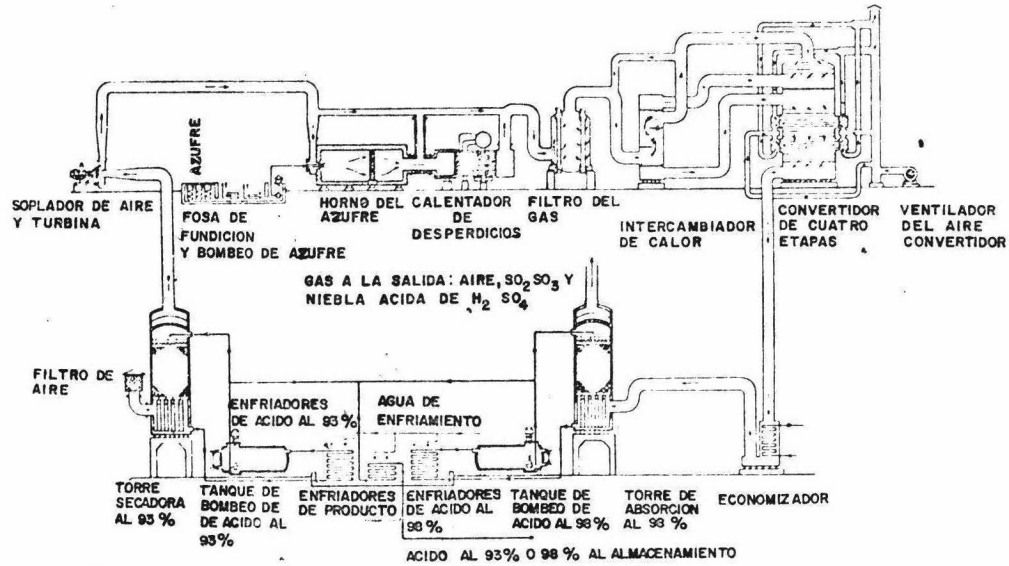 AZUFRE
SOPLADOR DE AIRE
Y TURBINA
FOSA DE
FUNDICION
Y BOMBEO DE AZUFRE
HORNO DEL
AZUFRE
CALENTADOR
DE
DESPERDICIOS
FILTRO DEL
GAS
INTERCAMBIADOR
DE CALOR
CONVERTIDOR
DE CUATRO
ETAPAS
VENTILADOR
DEL AIRE
CONVERTIDOR
GAS A LA SALIDA: AIRE, SO2 SO3 Y
NIEBLA ACIDA DE H2 SO4
FILTRO DE
AIRE
ENFRIADORES
DE ACIDO AL 93%
AGUA DE
ENFRIAMIENTO
TORRE
SECADORA
AL 93%
TANQUE DE
BOMBEO DE
DE ACIDO AL
93%
ENFRIADORES
DE PRODUCTO
ENFRIADORES
DE ACIDO AL
98%
TANQUE DE
BOMBEO DE
ACIDO AL 98%
TORRE DE
ABSORCION
AL 98%
ECONOMIZADOR
ACIDO AL 93% O 98% AL ALMACENAMIENTO